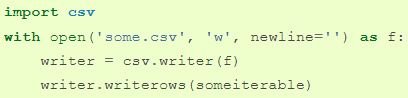 import csv
with open('some.csv', 'w', newline='') as f:
    writer = csv.writer(f)
    writer.writerows(someiterable)